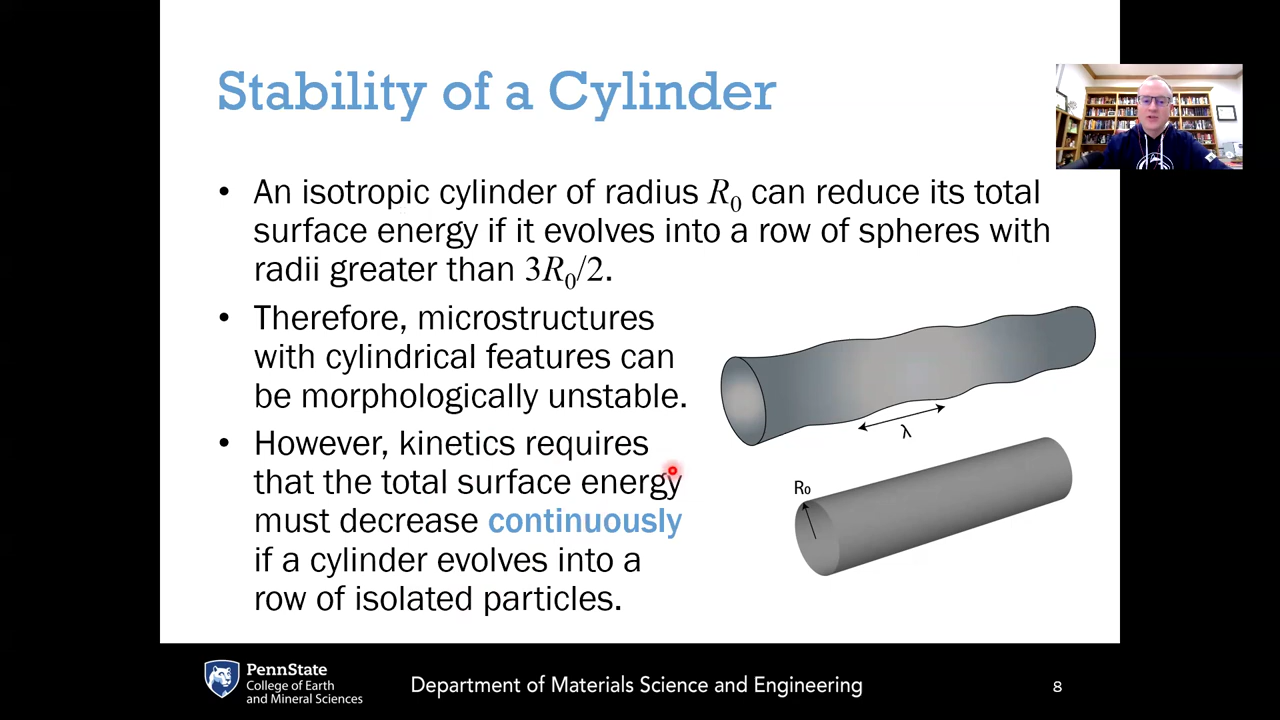 Stability of a Cylinder
• An isotropic cylinder of radius R₀ can reduce its total
surface energy if it evolves into a row of spheres with
radii greater than 3R₀/2.
• Therefore, microstructures
with cylindrical features can
be morphologically unstable.
• However, kinetics requires
that the total surface energy
must decrease continuously
if a cylinder evolves into a
row of isolated particles.
λ
R₀
PennState
College of Earth
and Mineral Sciences
Department of Materials Science and Engineering
8